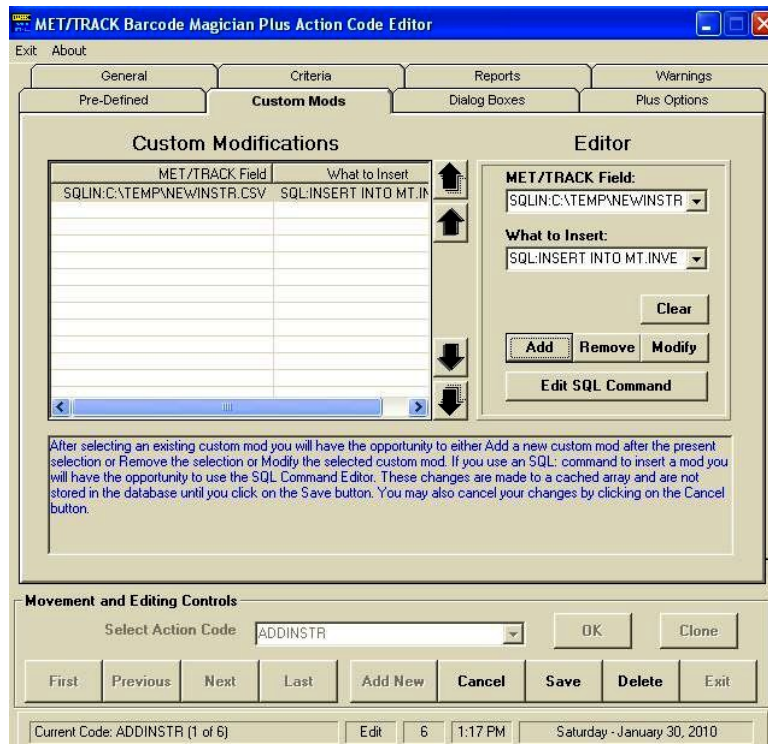 MET/TRACK Barcode Magician Plus Action Code Editor
Exit About
General Criteria Reports Warnings
Pre-Defined Custom Mods Dialog Boxes Plus Options
Custom Modifications
MET/TRACK Field What to Insert
SQLIN:C:\TEMP\NEWINSTR.CSV SQL:INSERT INTO MT.IN
Editor
MET/TRACK Field:
SQLIN:C:\TEMP\NEWINSTR
What to Insert:
SQL:INSERT INTO MT.INVE
Clear
Add Remove Modify
Edit SQL Command
After selecting an existing custom mod you will have the opportunity to either Add a new custom mod after the present
selection or Remove the selection or Modify the selected custom mod. If you use an SQL: command to insert a mod you
will have the opportunity to use the SQL Command Editor. These changes are made to a cached array and are not
stored in the database until you click on the Save button. You may also cancel your changes by clicking on the Cancel
button.
Movement and Editing Controls
Select Action Code ADDINSTR OK Clone
First Previous Next Last Add New Cancel Save Delete Exit
Current Code: ADDINSTR (1 of 6) Edit 6 1:17 PM Saturday - January 30, 2010